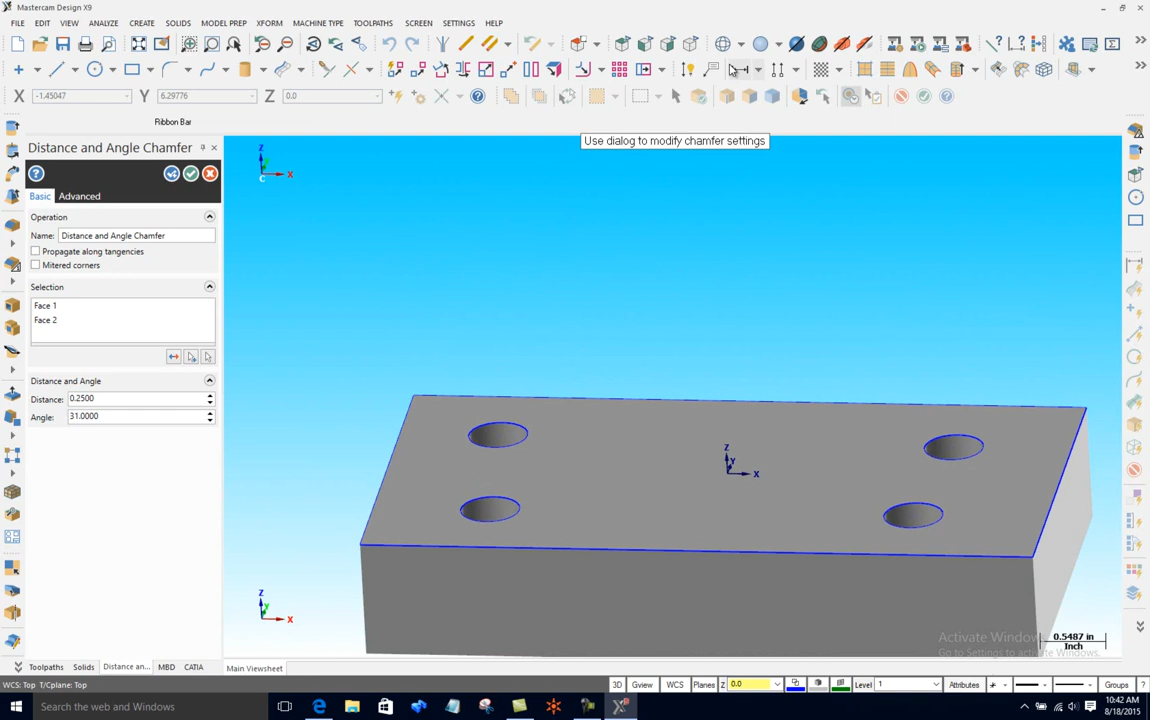 Mastercam Design X9
FILE EDIT VIEW ANALYZE CREATE SOLIDS MODEL PREP XFORM MACHINE TYPE TOOLPATHS SCREEN SETTINGS HELP
X -1.45047 Y 6.29776 Z 0.0
Ribbon Bar
Use dialog to modify chamfer settings
Distance and Angle Chamfer
Basic Advanced
Operation
Name: Distance and Angle Chamfer
Propagate along tangencies
Mitered corners
Selection
Face 1
Face 2
Distance and Angle
Distance: 0.2500
Angle: 31.0000
Z
X
C
Z
Y
X
Z
Y
X
0.5487 in
Inch
Activate Windows
Go to Settings to activate Windows.
Toolpaths Solids Distance an... MBD CATIA
Main Viewsheet
WCS: Top T/Cplane: Top
3D Gview WCS Planes Z 0.0 Level 1 Attributes Groups ?
Search the web and Windows
10:42 AM
8/18/2015